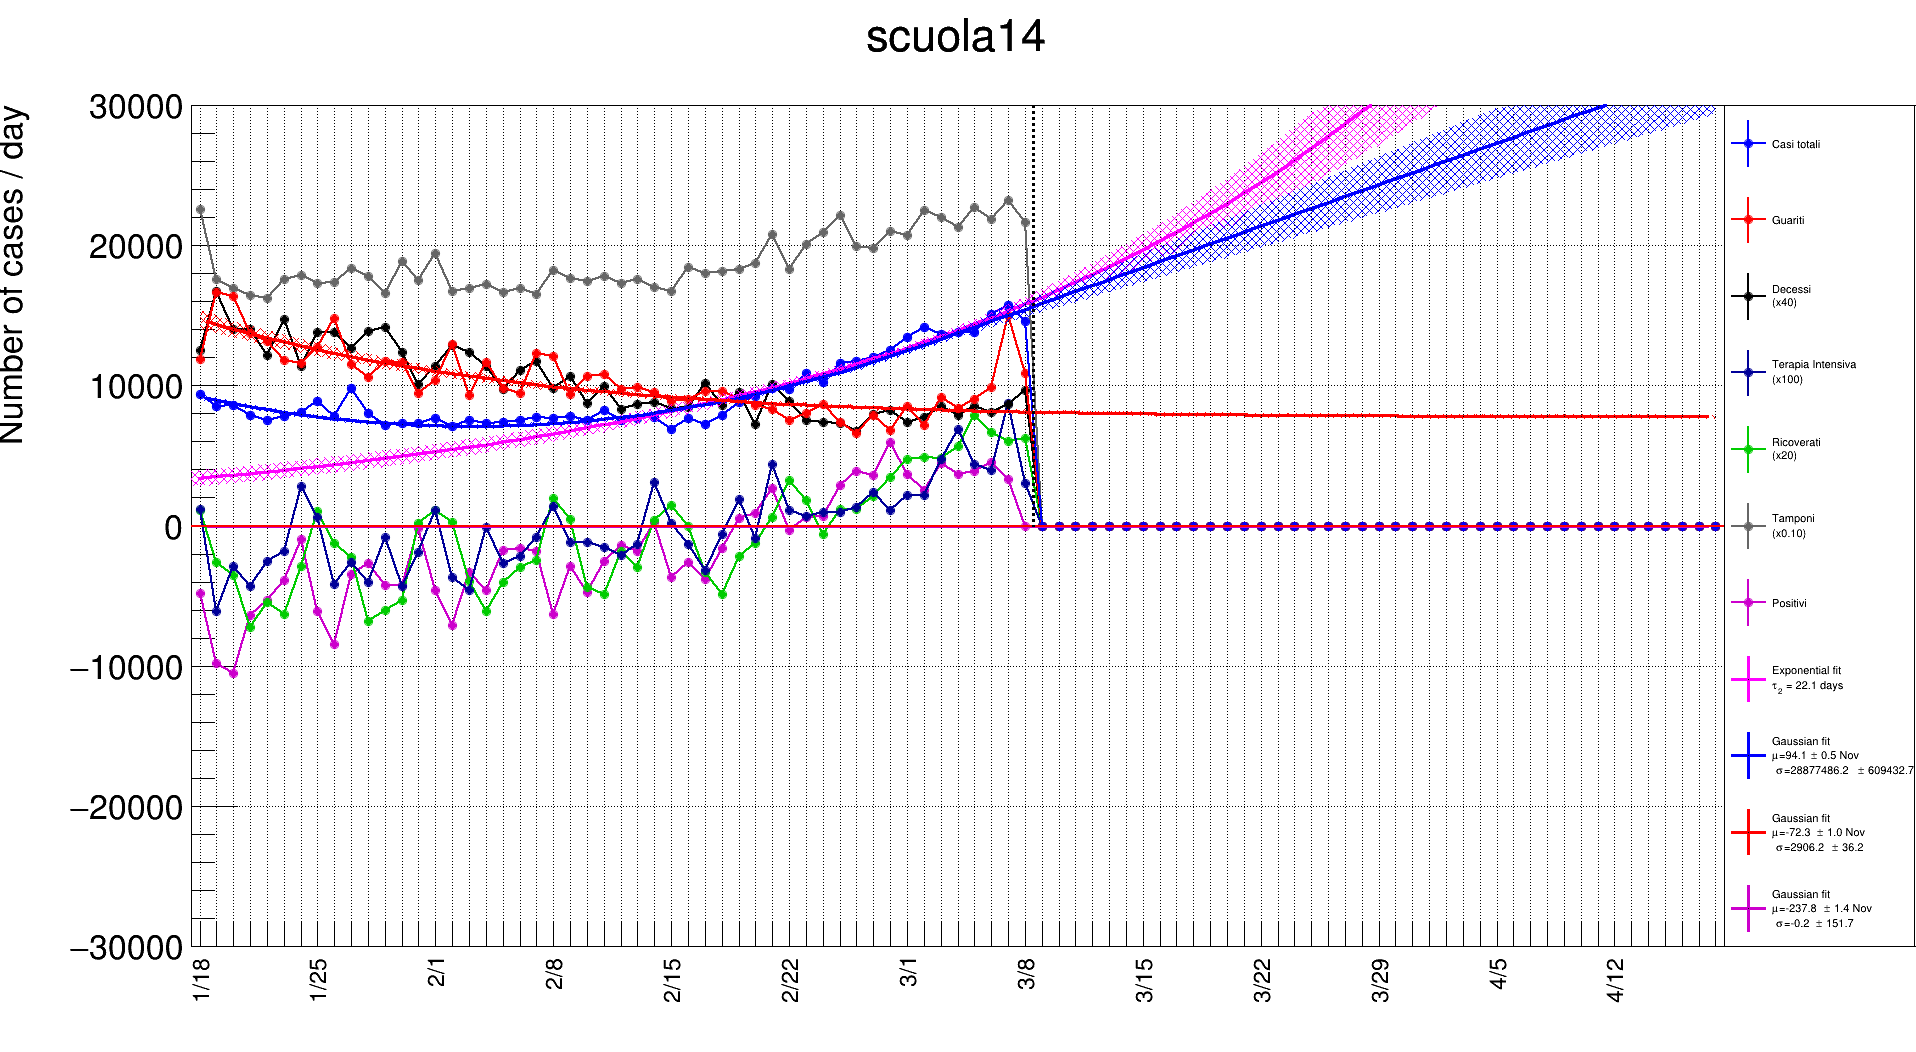 scuola14
Number of cases / day
30000
20000
10000
0
−10000
−20000
−30000
1/18
1/25
2/1
2/8
2/15
2/22
3/1
3/8
3/15
3/22
3/29
4/5
4/12
Casi totali
Guariti
Decessi
(x40)
Terapia Intensiva
(x100)
Ricoverati
(x20)
Tamponi
(x0.10)
Positivi
Exponential fit
τ2 = 22.1 days
Gaussian fit
μ=94.1 ± 0.5 Nov
σ=28877486.2 ± 609432.7
Gaussian fit
μ=-72.3 ± 1.0 Nov
σ=2906.2 ± 36.2
Gaussian fit
μ=-237.8 ± 1.4 Nov
σ=-0.2 ± 151.7